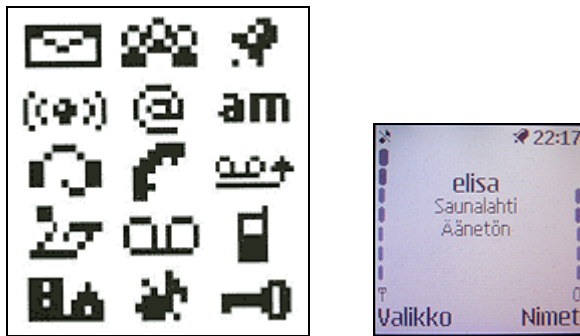 @
am
22:17
elisa
Saunalahti
Äänetön
Valikko
Nimet